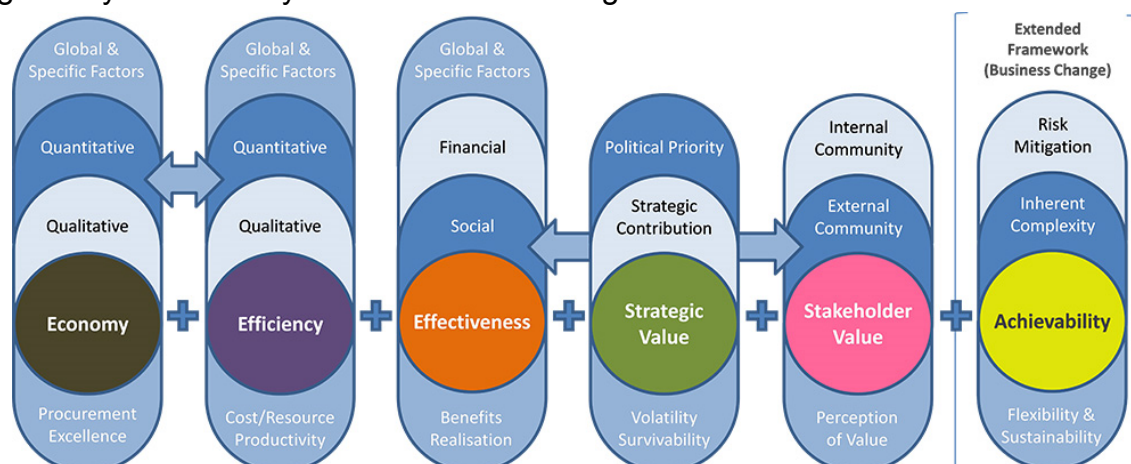 Global &
Specific Factors
Quantitative
Qualitative
Economy
Procurement
Excellence
Global &
Specific Factors
Quantitative
Qualitative
Efficiency
Cost/Resource
Productivity
Global &
Specific Factors
Financial
Social
Effectiveness
Benefits
Realisation
Political Priority
Strategic
Contribution
Strategic
Value
Volatility
Survivability
Internal
Community
External
Community
Stakeholder
Value
Perception
of Value
Extended
Framework
(Business Change)
Risk
Mitigation
Inherent
Complexity
Achievability
Flexibility &
Sustainability